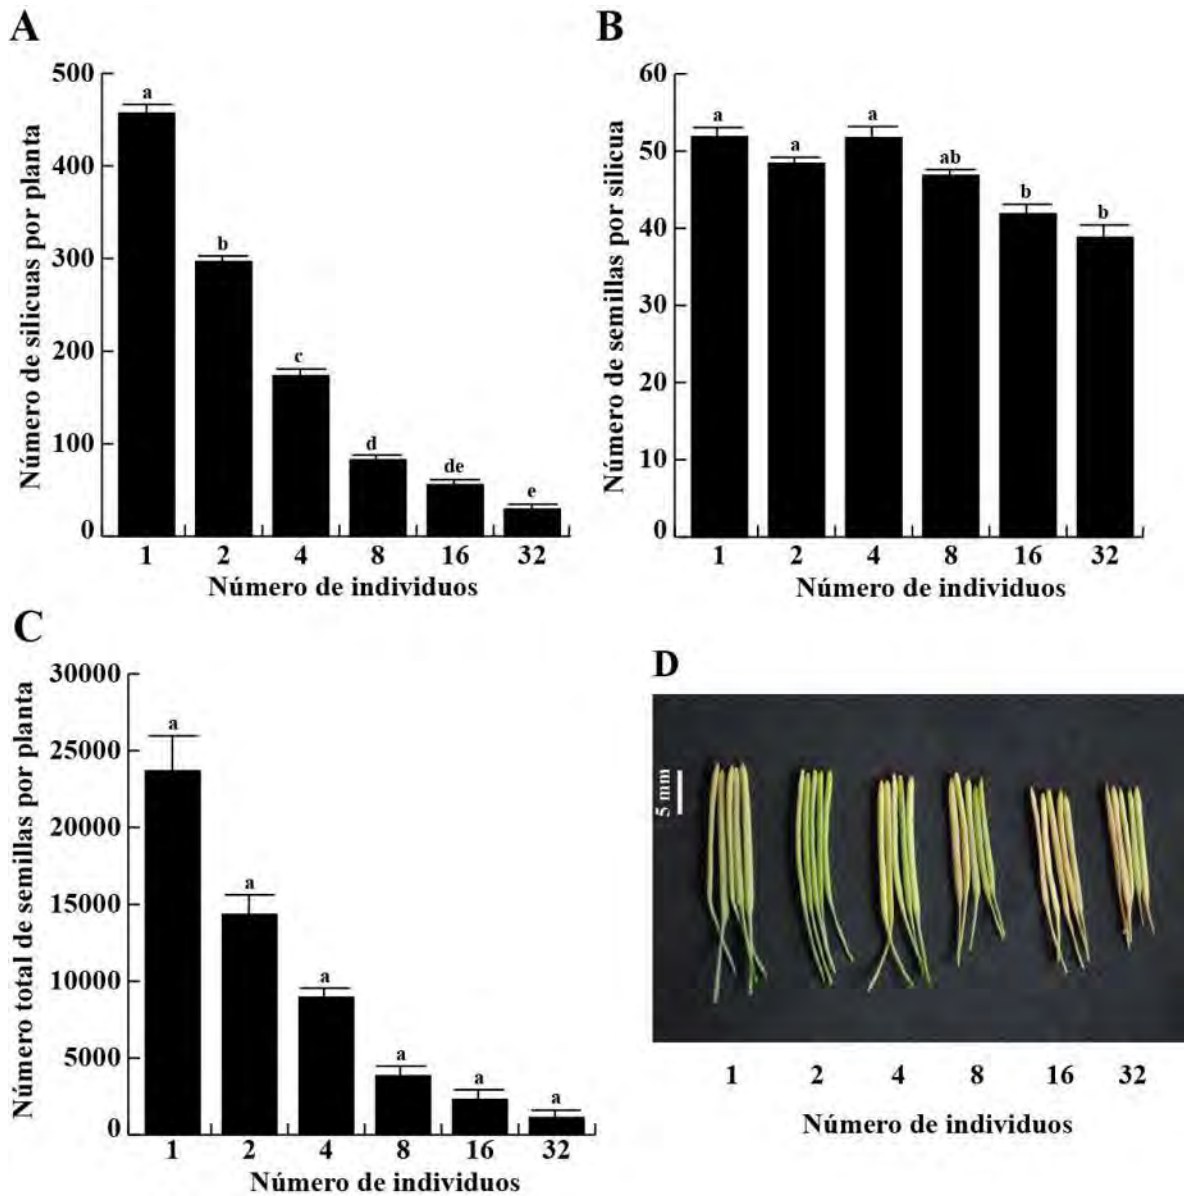 A
Número de silicuas por planta
500
400
300
200
100
0
a
b
c
d
de
e
1 2 4 8 16 32
Número de individuos
B
Número de semillas por silicua
60
50
40
30
20
10
0
a
a
a
ab
b
b
1 2 4 8 16 32
Número de individuos
C
Número total de semillas por planta
30000
25000
20000
15000
10000
5000
0
a
a
a
a
a
a
1 2 4 8 16 32
Número de individuos
D
5 mm
1 2 4 8 16 32
Número de individuos